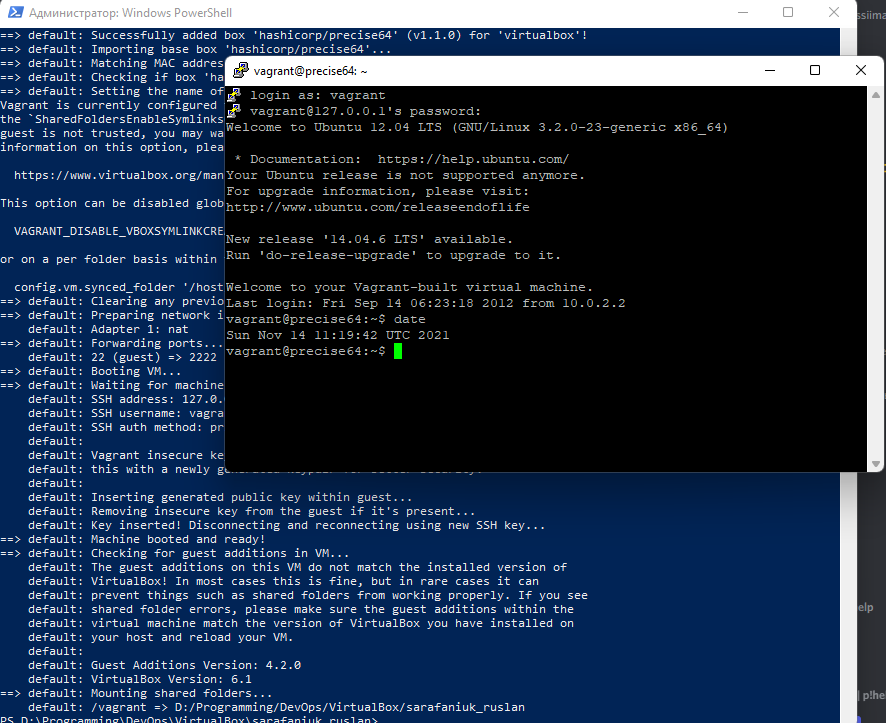 Администратор: Windows PowerShell
==> default: Successfully added box 'hashicorp/precise64' (v1.1.0) for 'virtualbox'!
==> default: Importing base box 'hashicorp/precise64'...
==> default: Matching MAC addres
==> default: Checking if box 'ha
==> default: Setting the name of
Vagrant is currently configured
the `SharedFoldersEnableSymlinks
guest is not trusted, you may wa
information on this option, plea
https://www.virtualbox.org/man
This option can be disabled glob
VAGRANT_DISABLE_VBOXSYMLINKCRE
or on a per folder basis within
config.vm.synced_folder '/host
==> default: Clearing any previo
==> default: Preparing network i
default: Adapter 1: nat
==> default: Forwarding ports...
default: 22 (guest) => 2222
==> default: Booting VM...
==> default: Waiting for machine
default: SSH address: 127.0.
default: SSH username: vagra
default: SSH auth method: pr
default:
default: Vagrant insecure ke
default: this with a newly generated keypair for better security.
default:
default: Inserting generated public key within guest...
default: Removing insecure key from the guest if it's present...
default: Key inserted! Disconnecting and reconnecting using new SSH key...
==> default: Machine booted and ready!
==> default: Checking for guest additions in VM...
default: The guest additions on this VM do not match the installed version of
default: VirtualBox! In most cases this is fine, but in rare cases it can
default: prevent things such as shared folders from working properly. If you see
default: shared folder errors, please make sure the guest additions within the
default: virtual machine match the version of VirtualBox you have installed on
default: your host and reload your VM.
default:
default: Guest Additions Version: 4.2.0
default: VirtualBox Version: 6.1
==> default: Mounting shared folders...
default: /vagrant => D:/Programming/DevOps/VirtualBox/sarafaniuk_ruslan
PS D:\Programming\DevOps\VirtualBox\sarafaniuk_ruslan>
vagrant@precise64: ~
login as: vagrant
vagrant@127.0.0.1's password:
Welcome to Ubuntu 12.04 LTS (GNU/Linux 3.2.0-23-generic x86_64)
* Documentation: https://help.ubuntu.com/
Your Ubuntu release is not supported anymore.
For upgrade information, please visit:
http://www.ubuntu.com/releaseendoflife
New release '14.04.6 LTS' available.
Run 'do-release-upgrade' to upgrade to it.
Welcome to your Vagrant-built virtual machine.
Last login: Fri Sep 14 06:23:18 2012 from 10.0.2.2
vagrant@precise64:~$ date
Sun Nov 14 11:19:42 UTC 2021
vagrant@precise64:~$
ssiima
elp
| p!he